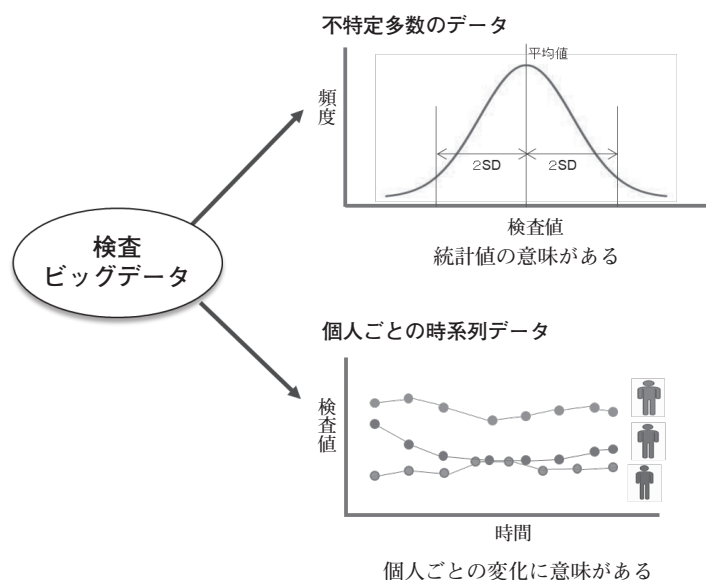 不特定多数のデータ
平均値
頻度
2SD
2SD
検査値
統計値の意味がある
検査
ビッグデータ
個人ごとの時系列データ
検査値
時間
個人ごとの変化に意味がある